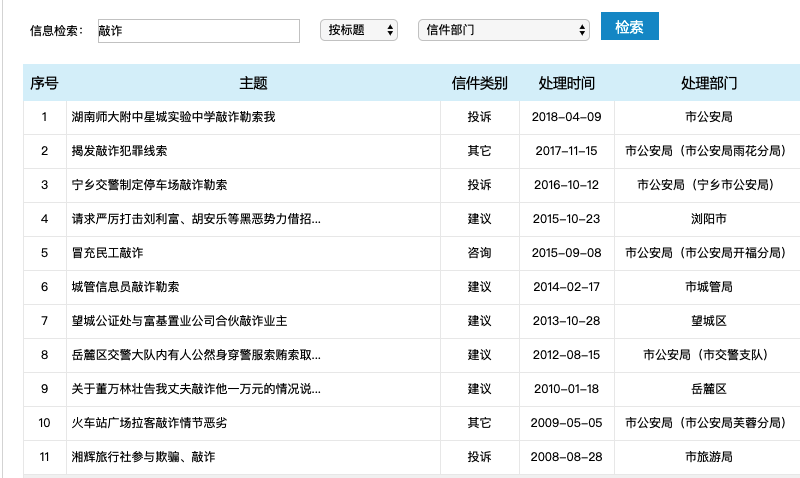 信息检索： 敲诈 按标题 信件部门 检索
序号 主题 信件类别 处理时间 处理部门
1 湖南师大附中星城实验中学敲诈勒索我 投诉 2018-04-09 市公安局
2 揭发敲诈犯罪线索 其它 2017-11-15 市公安局（市公安局雨花分局）
3 宁乡交警制定停车场敲诈勒索 投诉 2016-10-12 市公安局（宁乡市公安局）
4 请求严厉打击刘利富、胡安乐等黑恶势力借招... 建议 2015-10-23 浏阳市
5 冒充民工敲诈 咨询 2015-09-08 市公安局（市公安局开福分局）
6 城管信息员敲诈勒索 建议 2014-02-17 市城管局
7 望城公证处与富基置业公司合伙敲诈业主 建议 2013-10-28 望城区
8 岳麓区交警大队内有人公然身穿警服索贿索取... 建议 2012-08-15 市公安局（市交警支队）
9 关于董万林壮告我丈夫敲诈他一万元的情况说... 建议 2010-01-18 岳麓区
10 火车站广场拉客敲诈情节恶劣 其它 2009-05-05 市公安局（市公安局芙蓉分局）
11 湘辉旅行社参与欺骗、敲诈 投诉 2008-08-28 市旅游局